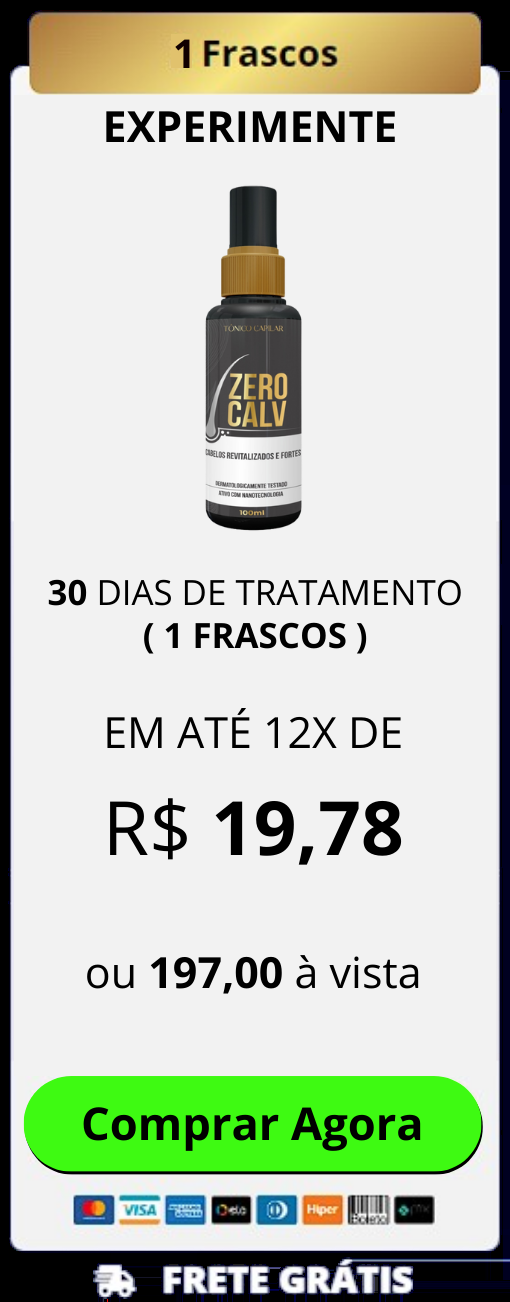 1 Frascos
EXPERIMENTE
TÔNICO CAPILAR
ZERO
CALV
CABELOS REVITALIZADOS E FORTES
DERMATOLOGICAMENTE TESTADO
ATIVO COM NANOTECNOLOGIA
100ml
30 DIAS DE TRATAMENTO
( 1 FRASCOS )
EM ATÉ 12X DE
R$ 19,78
ou 197,00 à vista
Comprar Agora
VISA elo Hiper Boleto
FRETE GRÁTIS